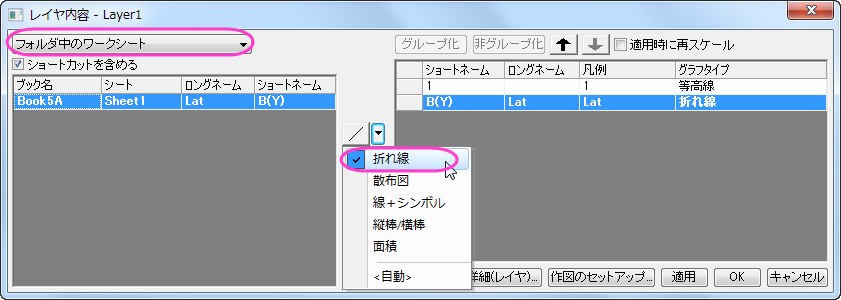 レイヤ内容 - Layer1
フォルダ中のワークシート
グループ化 非グループ化 適用時に再スケール
ショートカットを含める
ブック名 シート ロングネーム ショートネーム
Book5A Sheet1 Lat B(Y)
ショートネーム ロングネーム 凡例 グラフタイプ
1 1 等高線
B(Y) Lat Lat 折れ線
折れ線
散布図
線＋シンボル
縦棒/横棒
面積
<自動>
詳細(レイヤ)... 作図のセットアップ... 適用 OK キャンセル